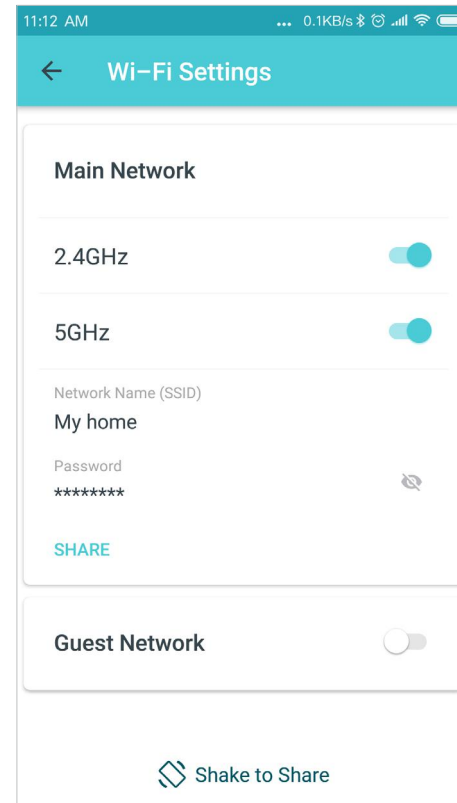 11:12 AM ... 0.1KB/s
Wi-Fi Settings
Main Network
2.4GHz
5GHz
Network Name (SSID)
My home
Password
********
SHARE
Guest Network
Shake to Share